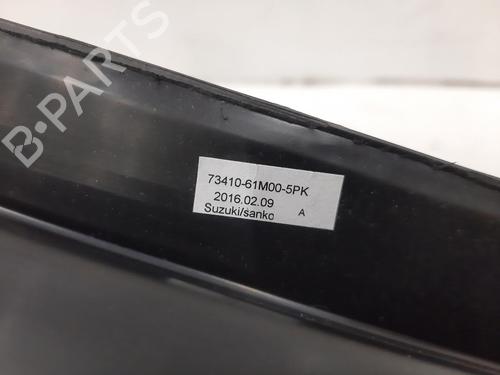 B-PARTS
73410-61M00-5PK
2016.02.09
Suzuki/sanko A